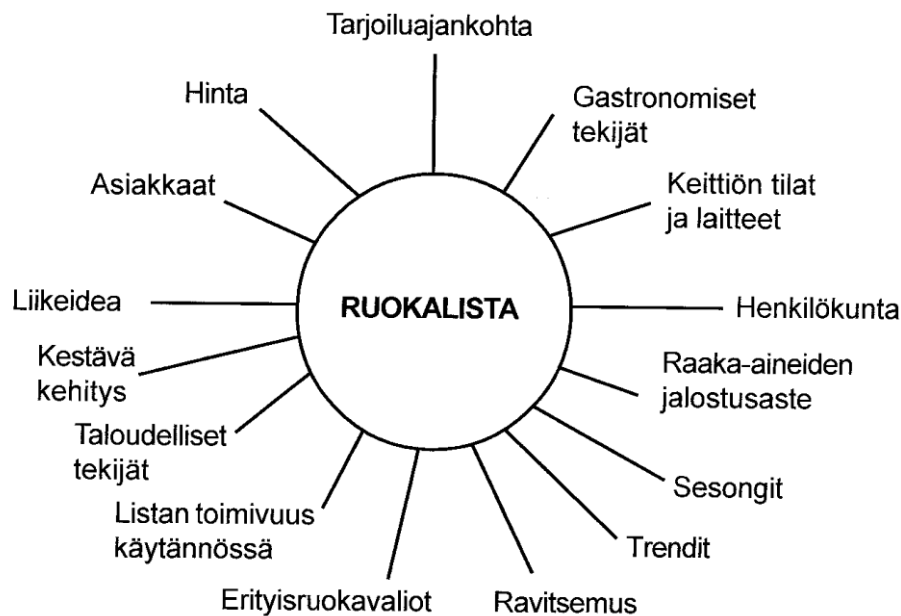 Tarjoiluajankohta
Gastronomiset
tekijät
Keittiön tilat
ja laitteet
Henkilökunta
Raaka-aineiden
jalostusaste
Sesongit
Trendit
Ravitsemus
Erityisruokavaliot
Listan toimivuus
käytännössä
Taloudelliset
tekijät
Kestävä
kehitys
Liikeidea
Asiakkaat
Hinta
RUOKALISTA